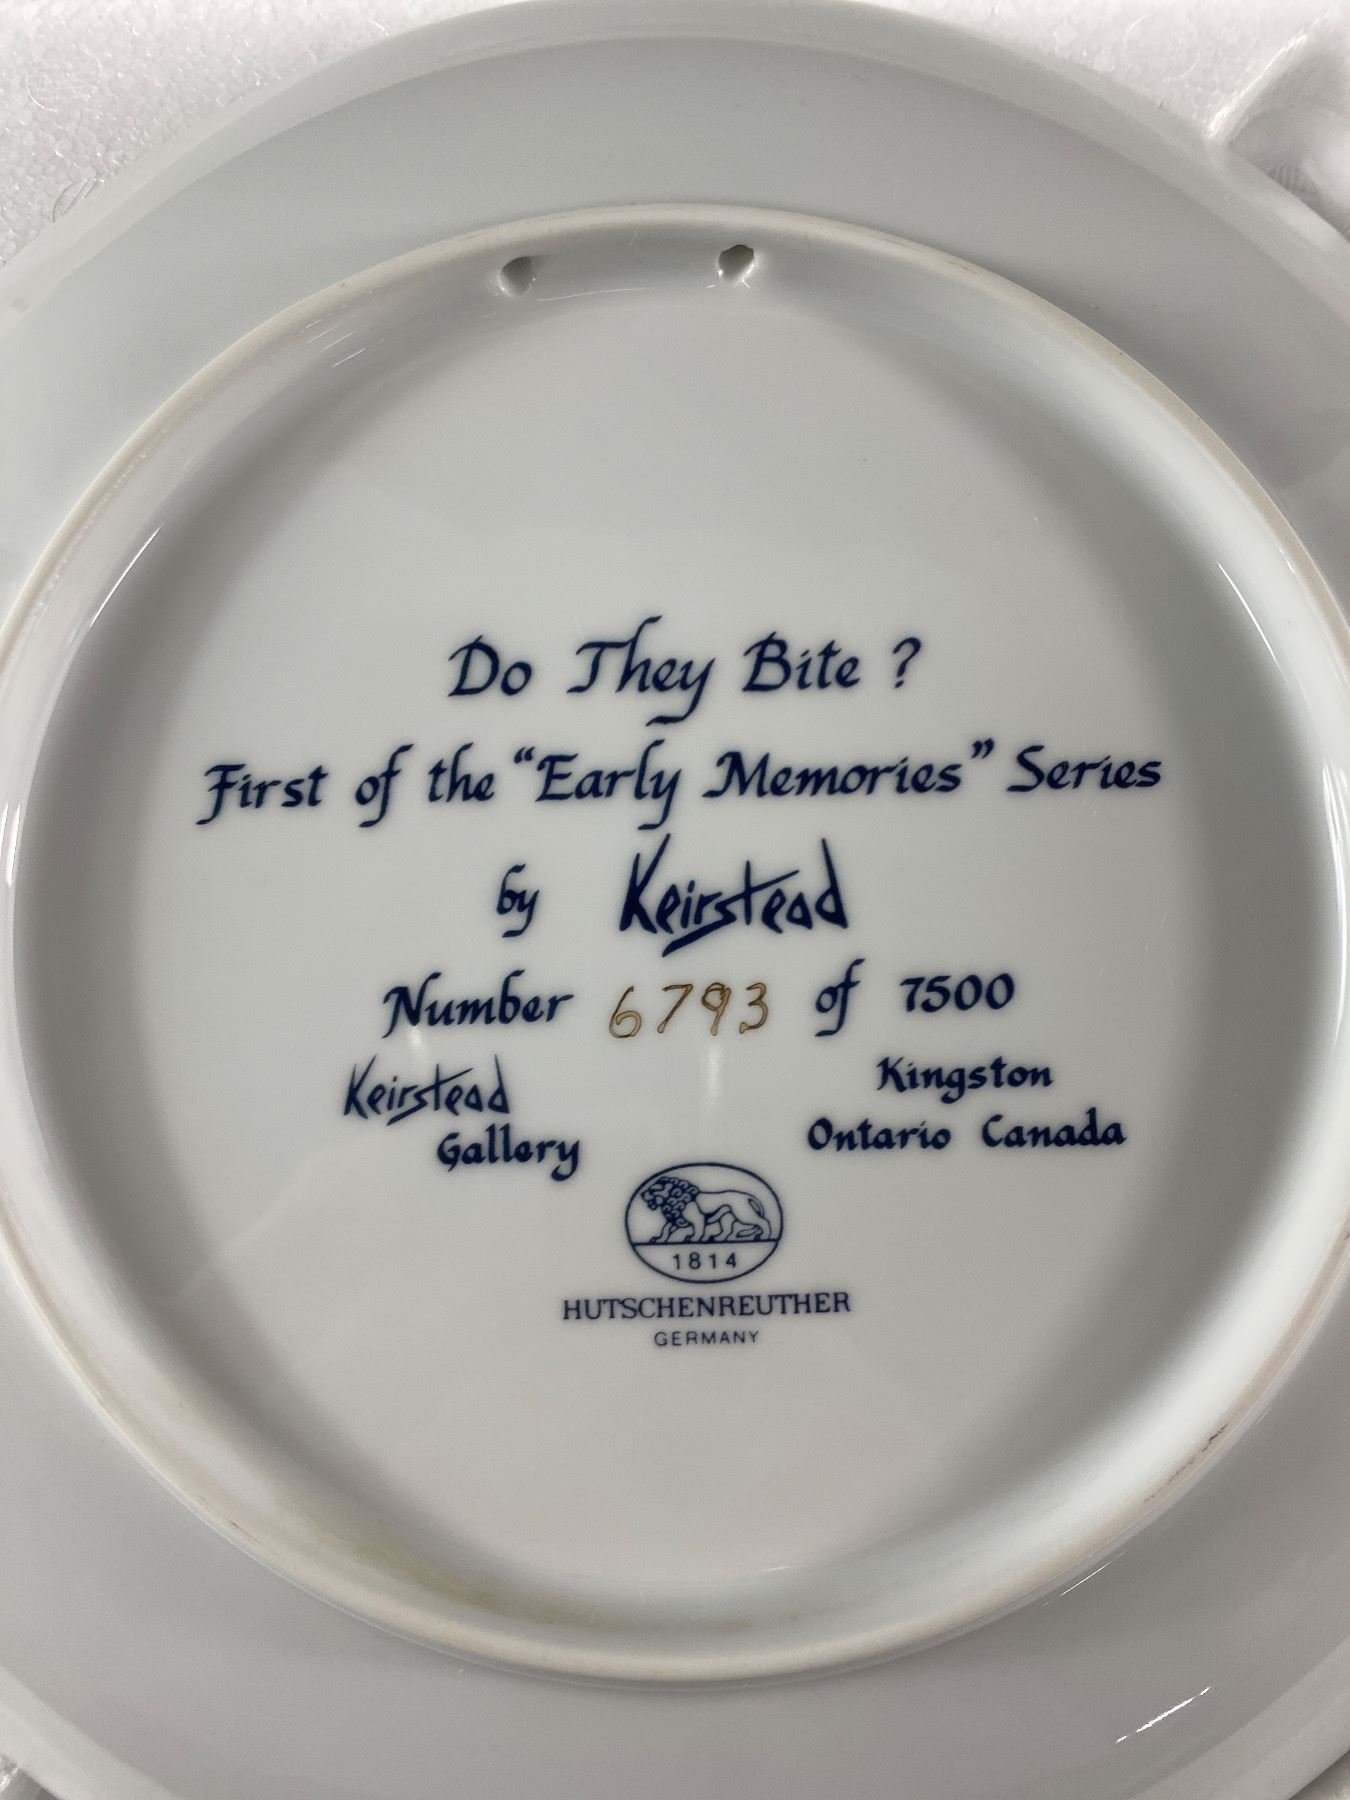 Do They Bite ?
First of the “Early Memories” Series
by Keirstead
Number 6793 of 7500
Keirstead
Gallery
Kingston
Ontario Canada
1814
HUTSCHENREUTHER
GERMANY